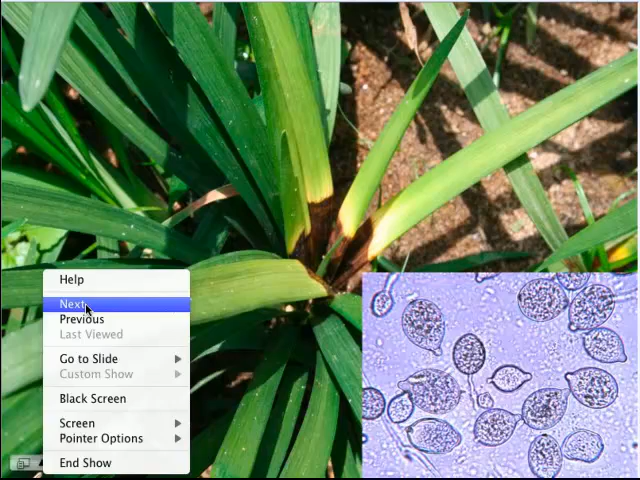 Help
Next
Previous
Last Viewed
Go to Slide
Custom Show
Black Screen
Screen
Pointer Options
End Show